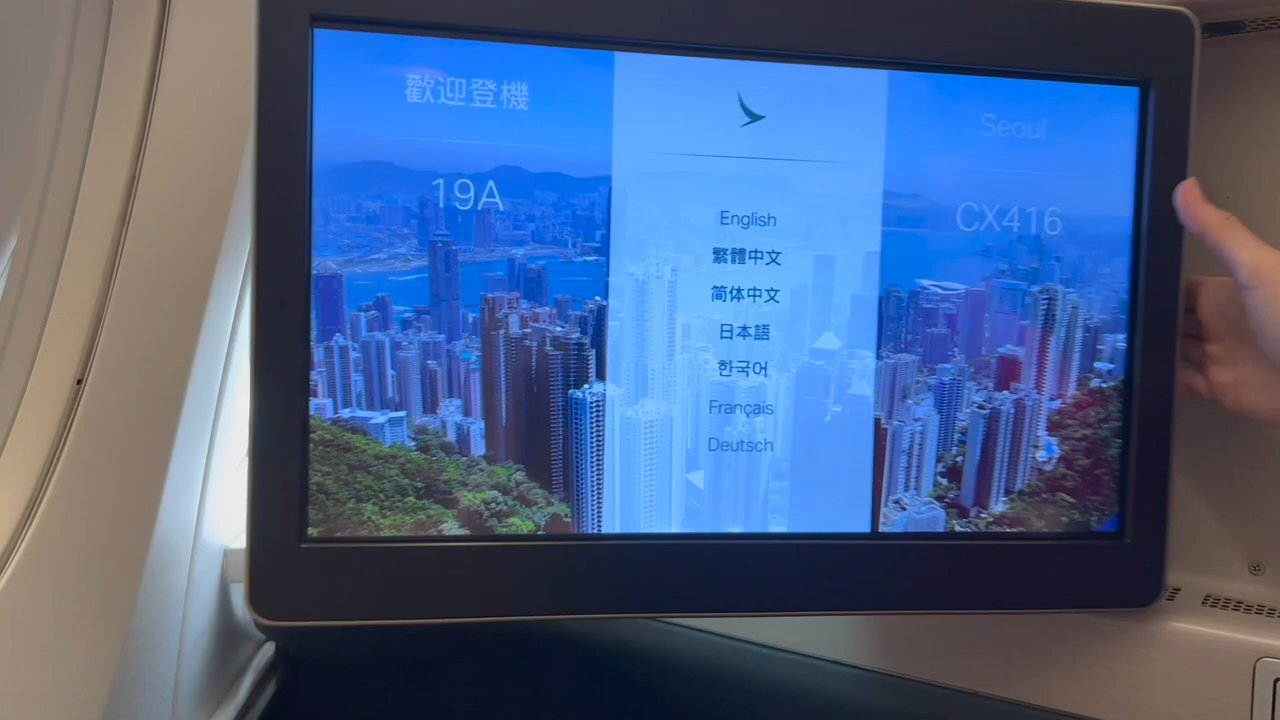 歡迎登機
19A
English
繁體中文
简体中文
日本語
한국어
Français
Deutsch
Seoul
CX416